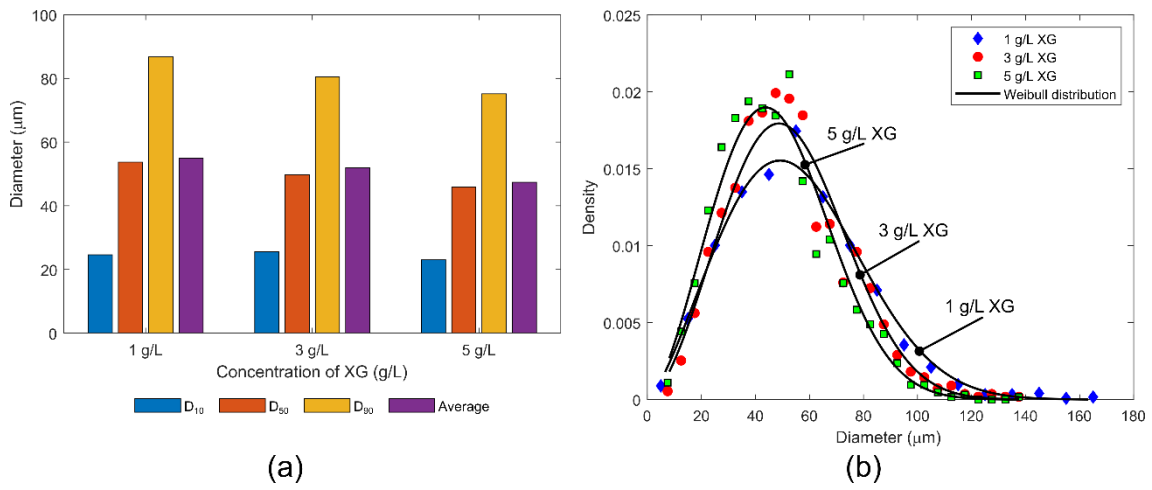 Diameter (μm)
100
80
60
40
20
0
1 g/L
3 g/L
5 g/L
Concentration of XG (g/L)
D10
D50
D90
Average
(a)
Density
0.025
0.02
0.015
0.01
0.005
0
1 g/L XG
3 g/L XG
5 g/L XG
Weibull distribution
5 g/L XG
3 g/L XG
1 g/L XG
0
20
40
60
80
100
120
140
160
180
Diameter (μm)
(b)